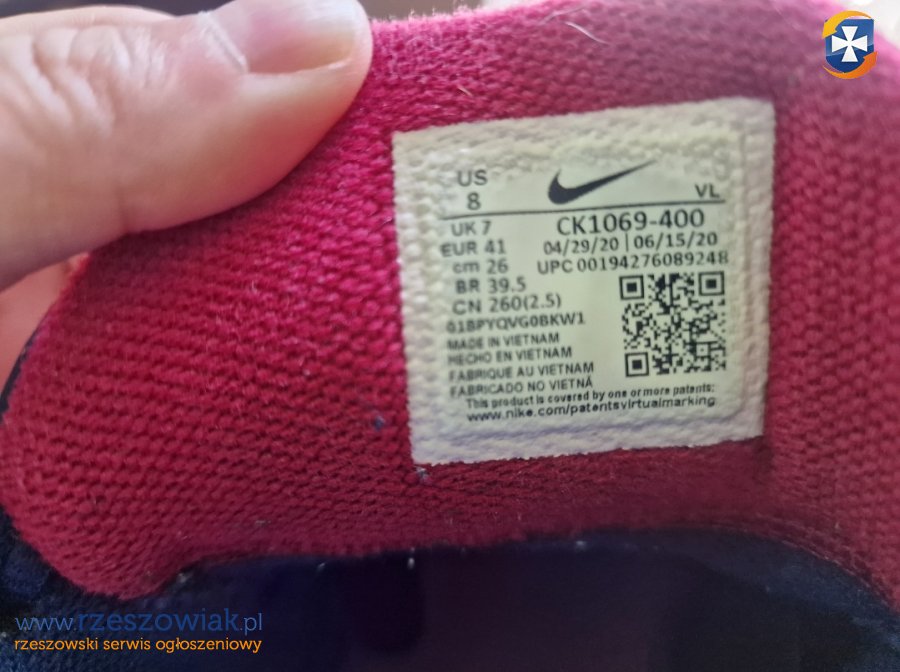 US
8
VL
UK 7
CK1069-400
EUR 41
04/29/20 | 06/15/20
cm 26
UPC 00194276089248
BR 39.5
CN 260(2.5)
01BPYQVG0BKW1
MADE IN VIETNAM
HECHO EN VIETNAM
FABRIQUE AU VIETNAM
FABRICADO NO VIETNÃ
This product is covered by one or more patents:
www.nike.com/patentsvirtualmarking
www.rzeszowiak.pl
rzeszowski serwis ogłoszeniowy